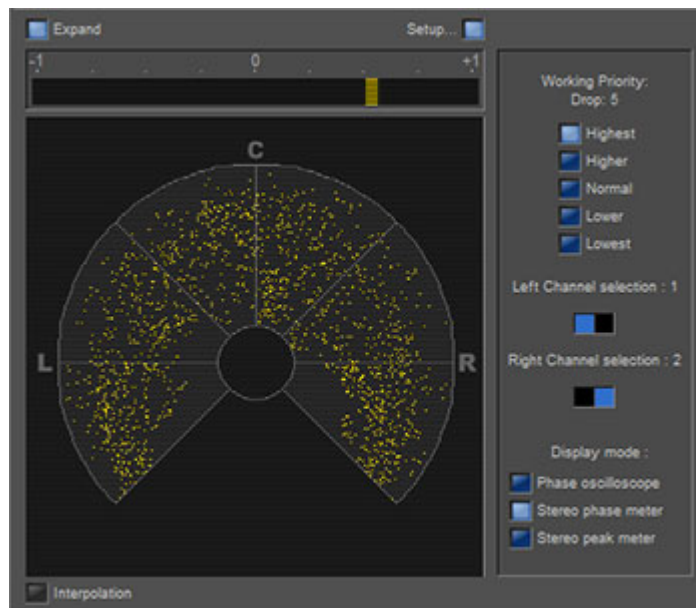 Expand
Setup...
-1 0 +1
C
L
R
Interpolation
Working Priority:
Drop: 5
Highest
Higher
Normal
Lower
Lowest
Left Channel selection : 1
Right Channel selection : 2
Display mode :
Phase oscilloscope
Stereo phase meter
Stereo peak meter